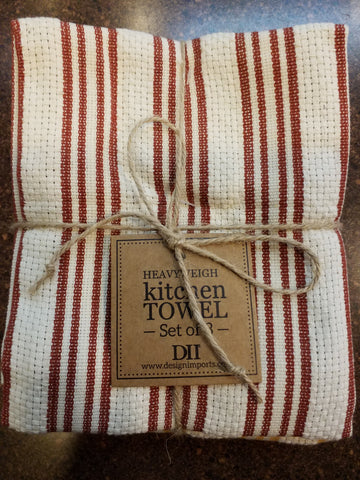 HEAVYWEIGH
kitchen
TOWEL
— Set of 3 —
DII
www.designimports.c